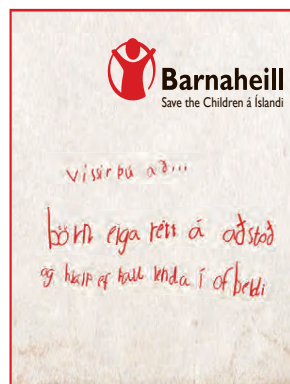 Barnaheill
Save the Children á Íslandi
Vissir þú að...
börn eiga rétt á aðstoð
og hjálp ef þau lenda í ofbeldi